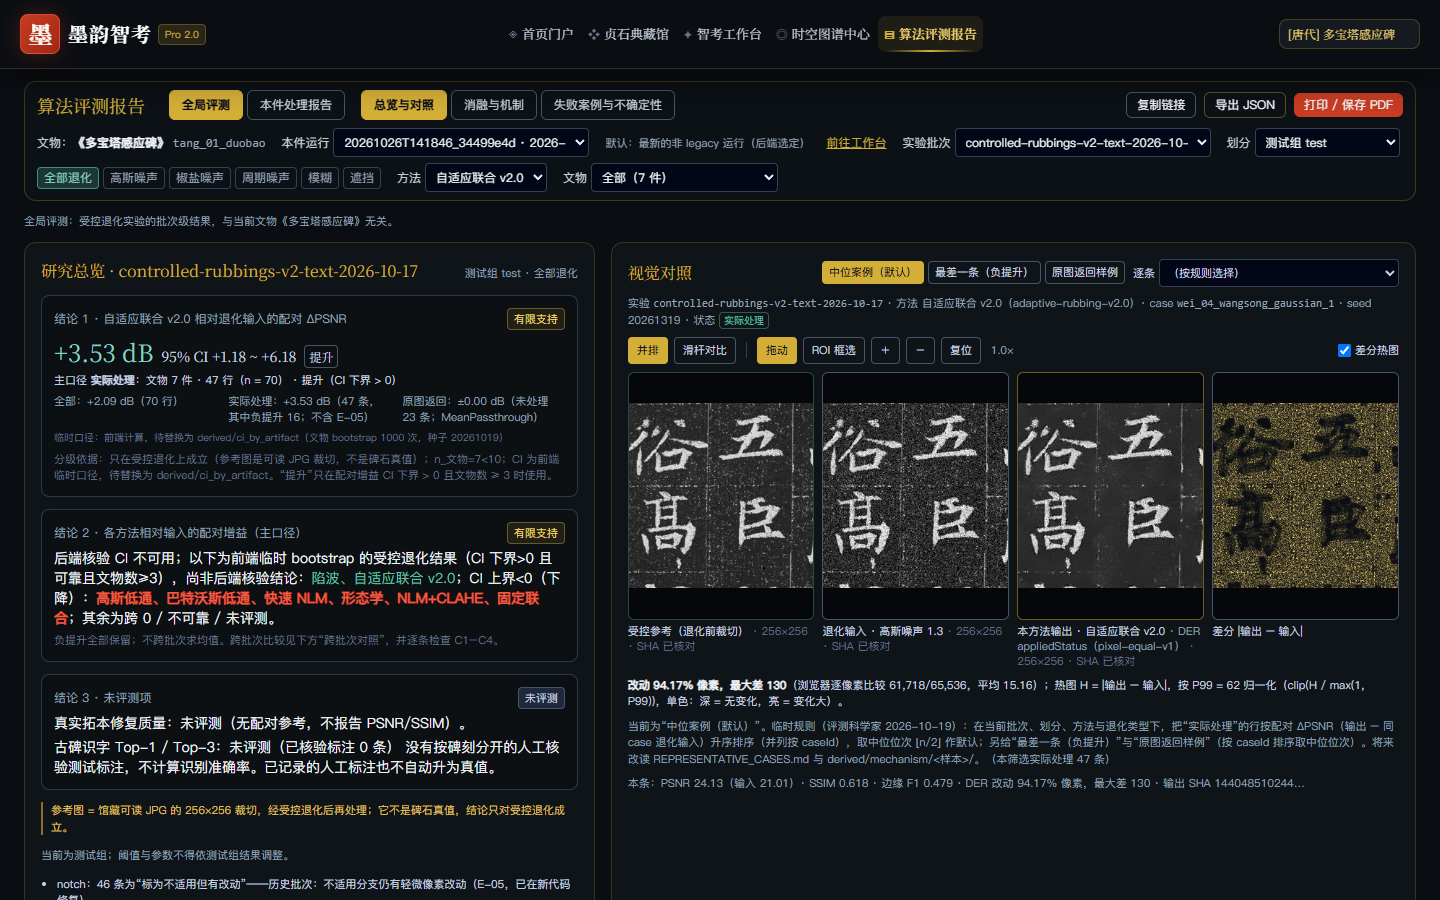 墨 墨韵智考 Pro 2.0 首页门户 贞石典藏馆 智考工作台 时空图谱中心 算法评测报告 [唐代] 多宝塔感应碑
算法评测报告 全局评测 本件处理报告 总览与对照 消融与机制 失败案例与不确定性 复制链接 导出 JSON 打印 / 保存 PDF
文物：《多宝塔感应碑》 tang_01_duobao 本件运行 20261026T141846_34499e4d · 2026- 默认：最新的非 legacy 运行（后端选定） 前往工作台 实验批次 controlled-rubbings-v2-text-2026-10- 划分 测试组 test
全部退化 高斯噪声 椒盐噪声 周期噪声 模糊 遮挡 方法 自适应联合 v2.0 文物 全部（7 件）
全局评测：受控退化实验的批次级结果，与当前文物《多宝塔感应碑》无关。
研究总览 · controlled-rubbings-v2-text-2026-10-17 测试组 test · 全部退化
结论 1 · 自适应联合 v2.0 相对退化输入的配对 ΔPSNR 有限支持
+3.53 dB 95% CI +1.18 ~ +6.18 提升
主口径 实际处理：文物 7 件 · 47 行（n = 70） · 提升（CI 下界 > 0）
全部：+2.09 dB（70 行） 实际处理：+3.53 dB（47 条，其中负提升 16；不含 E-05） 原图返回：±0.00 dB（未处理 23 条；MeanPassthrough）
临时口径：前端计算，待替换为 derived/ci_by_artifact（文物 bootstrap 1000 次，种子 20261019）
分级依据：只在受控退化上成立（参考图是可读 JPG 裁切，不是碑石真值）；n_文物=7<10；CI 为前端
临时口径，待替换为 derived/ci_by_artifact。“提升”只在配对增益 CI 下界 > 0 且文物数 ≥ 3 时使用。
结论 2 · 各方法相对输入的配对增益（主口径） 有限支持
后端核验 CI 不可用；以下为前端临时 bootstrap 的受控退化结果（CI 下界>0 且
可靠且文物数≥3），尚非后端核验结论：陷波、自适应联合 v2.0；CI 上界<0（下
降）：高斯低通、巴特沃斯低通、快速 NLM、形态学、NLM+CLAHE、固定联
合；其余为跨 0 / 不可靠 / 未评测。
负提升全部保留；不跨批次求均值。跨批次比较见下方“跨批次对照”，并逐条检查 C1—C4。
结论 3 · 未评测项 未评测
真实拓本修复质量：未评测（无配对参考，不报告 PSNR/SSIM）。
古碑识字 Top-1 / Top-3：未评测（已核验标注 0 条） 没有按碑刻分开的人工核
验测试标注，不计算识别准确率。已记录的人工标注也不自动升为真值。
参考图 = 馆藏可读 JPG 的 256×256 裁切，经受控退化后再处理；它不是碑石真值，结论只对受控退化成
立。
当前为测试组；阈值与参数不得依测试组结果调整。
• notch：46 条为“标为不适用但有改动”——历史批次：不适用分支仍有轻微像素改动（E-05，已在新代码
视觉对照 中位案例（默认） 最差一条（负提升） 原图返回样例 逐条 （按规则选择）
实验 controlled-rubbings-v2-text-2026-10-17 · 方法 自适应联合 v2.0（adaptive-rubbing-v2.0） · case wei_04_wangsong_gaussian_1 · seed
20261319 · 状态 实际处理
并排 滑杆对比 拖动 ROI 框选 + − 复位 1.0× 差分热图
俗 五 高 臣
俗 五 高 臣
俗 五 高 臣
受控参考（退化前裁切） · 256×256 · SHA 已核对
退化输入 · 高斯噪声 1.3 · 256×256 · SHA 已核对
本方法输出 · 自适应联合 v2.0 · DER appliedStatus（pixel-equal-v1） · 256×256 · SHA 已核对
差分 |输出 − 输入|
改动 94.17% 像素，最大差 130（浏览器逐像素比较 61,718/65,536，平均 15.16）；热图 H = |输出 − 输入|，按 P99 = 62 归一化（clip(H / max(1,
P99))，单色：深 = 无变化，亮 = 变化大）。
当前为“中位案例（默认）”。临时规则（评测科学家 2026-10-19）：在当前批次、划分、方法与退化类型下，把“实际处理”的行按配对 ΔPSNR（输出 − 同
case 退化输入）升序排序（并列按 caseId），取中位位次 ⌊n/2⌋ 作默认；另给“最差一条（负提升）”与“原图返回样例”（按 caseId 排序取中位位次）。将来
改读 REPRESENTATIVE_CASES.md 与 derived/mechanism/<样本>/。（本筛选实际处理 47 条）
本条：PSNR 24.13（输入 21.01） · SSIM 0.618 · 边缘 F1 0.479 · DER 改动 94.17% 像素，最大差 130 · 输出 SHA 144048510244…